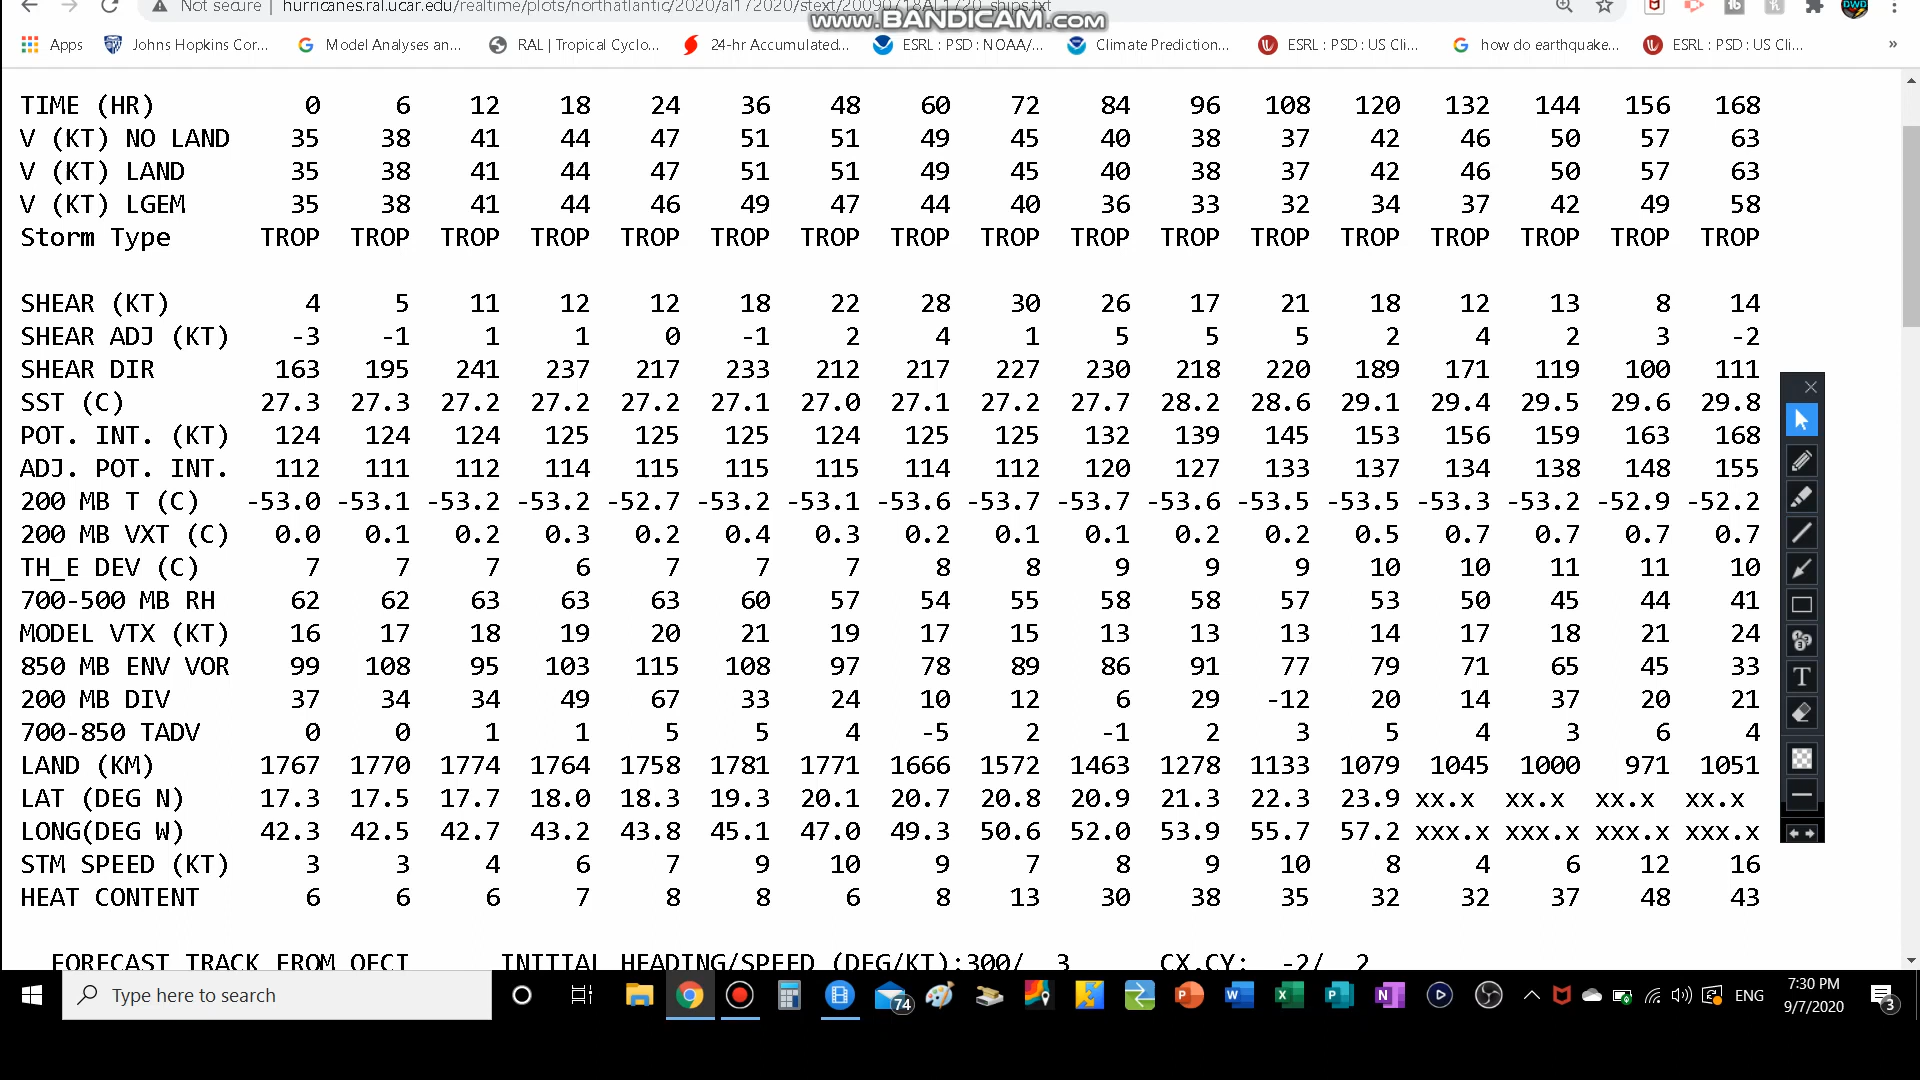 Not secure | hurricanes.ral.ucar.edu/realtime/plots/northatlantic/2020/al172020/stext/20090718AL1720_ships.txt
www.BANDICAM.com
Apps Johns Hopkins Cor... Model Analyses an... RAL | Tropical Cyclo... 24-hr Accumulated... ESRL : PSD : NOAA/... Climate Prediction... ESRL : PSD : US Cli... how do earthquake... ESRL : PSD : US Cli... »
TIME (HR) 0 6 12 18 24 36 48 60 72 84 96 108 120 132 144 156 168
V (KT) NO LAND 35 38 41 44 47 51 51 49 45 40 38 37 42 46 50 57 63
V (KT) LAND 35 38 41 44 47 51 51 49 45 40 38 37 42 46 50 57 63
V (KT) LGEM 35 38 41 44 46 49 47 44 40 36 33 32 34 37 42 49 58
Storm Type TROP TROP TROP TROP TROP TROP TROP TROP TROP TROP TROP TROP TROP TROP TROP TROP TROP
SHEAR (KT) 4 5 11 12 12 18 22 28 30 26 17 21 18 12 13 8 14
SHEAR ADJ (KT) -3 -1 1 1 0 -1 2 4 1 5 5 5 2 4 2 3 -2
SHEAR DIR 163 195 241 237 217 233 212 217 227 230 218 220 189 171 119 100 111
SST (C) 27.3 27.3 27.2 27.2 27.2 27.1 27.0 27.1 27.2 27.7 28.2 28.6 29.1 29.4 29.5 29.6 29.8
POT. INT. (KT) 124 124 124 125 125 125 124 125 125 132 139 145 153 156 159 163 168
ADJ. POT. INT. 112 111 112 114 115 115 115 114 112 120 127 133 137 134 138 148 155
200 MB T (C) -53.0 -53.1 -53.2 -53.2 -52.7 -53.2 -53.1 -53.6 -53.7 -53.7 -53.6 -53.5 -53.5 -53.3 -53.2 -52.9 -52.2
200 MB VXT (C) 0.0 0.1 0.2 0.3 0.2 0.4 0.3 0.2 0.1 0.1 0.2 0.2 0.5 0.7 0.7 0.7 0.7
TH_E DEV (C) 7 7 7 6 7 7 7 8 8 9 9 9 10 10 11 11 10
700-500 MB RH 62 62 63 63 63 60 57 54 55 58 58 57 53 50 45 44 41
MODEL VTX (KT) 16 17 18 19 20 21 19 17 15 13 13 13 14 17 18 21 24
850 MB ENV VOR 99 108 95 103 115 108 97 78 89 86 91 77 79 71 65 45 33
200 MB DIV 37 34 34 49 67 33 24 10 12 6 29 -12 20 14 37 20 21
700-850 TADV 0 0 1 1 5 5 4 -5 2 -1 2 3 5 4 3 6 4
LAND (KM) 1767 1770 1774 1764 1758 1781 1771 1666 1572 1463 1278 1133 1079 1045 1000 971 1051
LAT (DEG N) 17.3 17.5 17.7 18.0 18.3 19.3 20.1 20.7 20.8 20.9 21.3 22.3 23.9 xx.x xx.x xx.x xx.x
LONG(DEG W) 42.3 42.5 42.7 43.2 43.8 45.1 47.0 49.3 50.6 52.0 53.9 55.7 57.2 xxx.x xxx.x xxx.x xxx.x
STM SPEED (KT) 3 3 4 6 7 9 10 9 7 8 9 10 8 4 6 12 16
HEAT CONTENT 6 6 6 7 8 8 6 8 13 30 38 35 32 32 37 48 43
FORECAST TRACK FROM OFCI INITIAL HEADING/SPEED (DEG/KT):300/ 3 CX,CY: -2/ 2
Type here to search 74 ENG 7:30 PM 3
9/7/2020